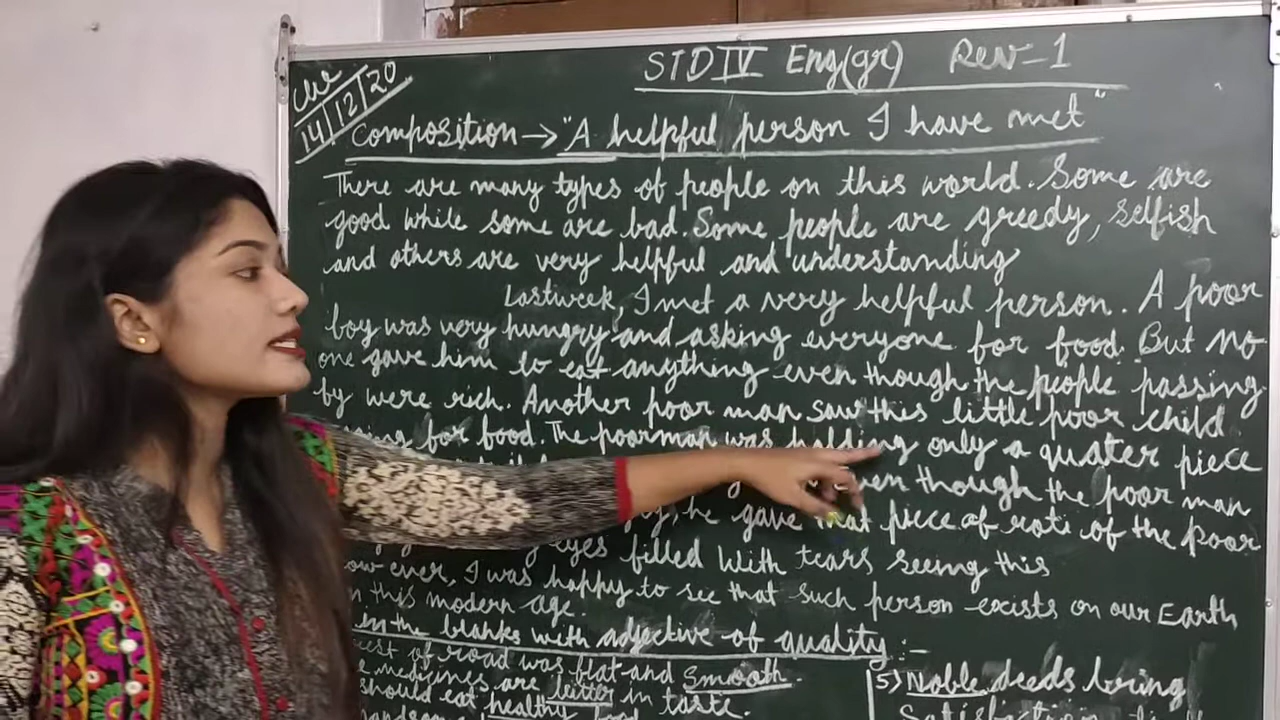 CW
14/12/20
STD IV Eng(gr) Rev-1
Composition → "A helpful person I have met"
There are many types of people on this world. Some are
good while some are bad. Some people are greedy, selfish
and others are very helpful and understanding
Last week, I met a very helpful person. A poor
boy was very hungry and asking everyone for food. But no
one gave him to eat anything even though the people passing
by were rich. Another poor man saw this little poor child
for food. The poor man was holding only a quater piece
even though the poor man
he gave that piece of roti of the poor
eyes filled with tears seeing this
ever, I was happy to see that such person exists on our Earth
this modern age.
in the blanks with adjective of quality :-
of road was flat and Smooth.
medicines are bitter in taste.
should eat healthy food
5) Noble deeds bring
Satisfaction